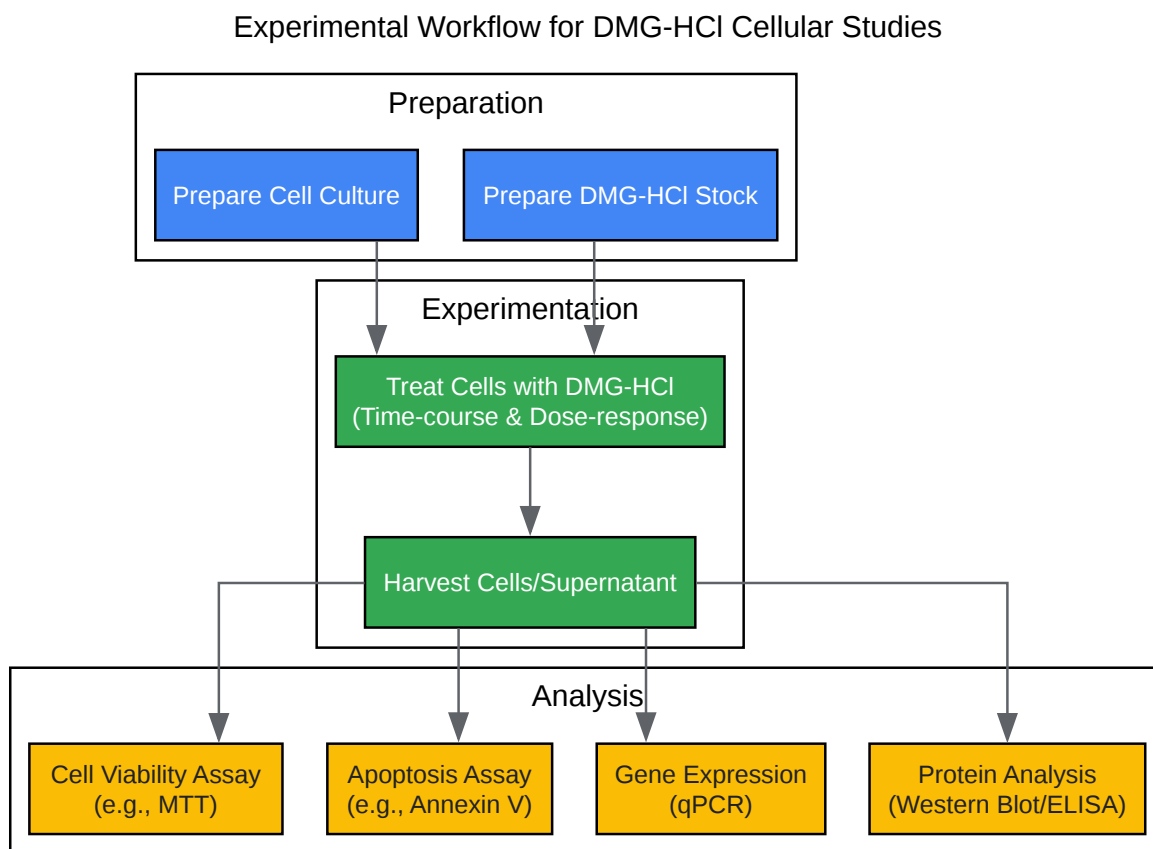 Experimental Workflow for DMG-HCl Cellular Studies
Preparation
Prepare Cell Culture
Prepare DMG-HCl Stock
Experimentation
Treat Cells with DMG-HCl
(Time-course & Dose-response)
Harvest Cells/Supernatant
Analysis
Cell Viability Assay
(e.g., MTT)
Apoptosis Assay
(e.g., Annexin V)
Gene Expression
(qPCR)
Protein Analysis
(Western Blot/ELISA)